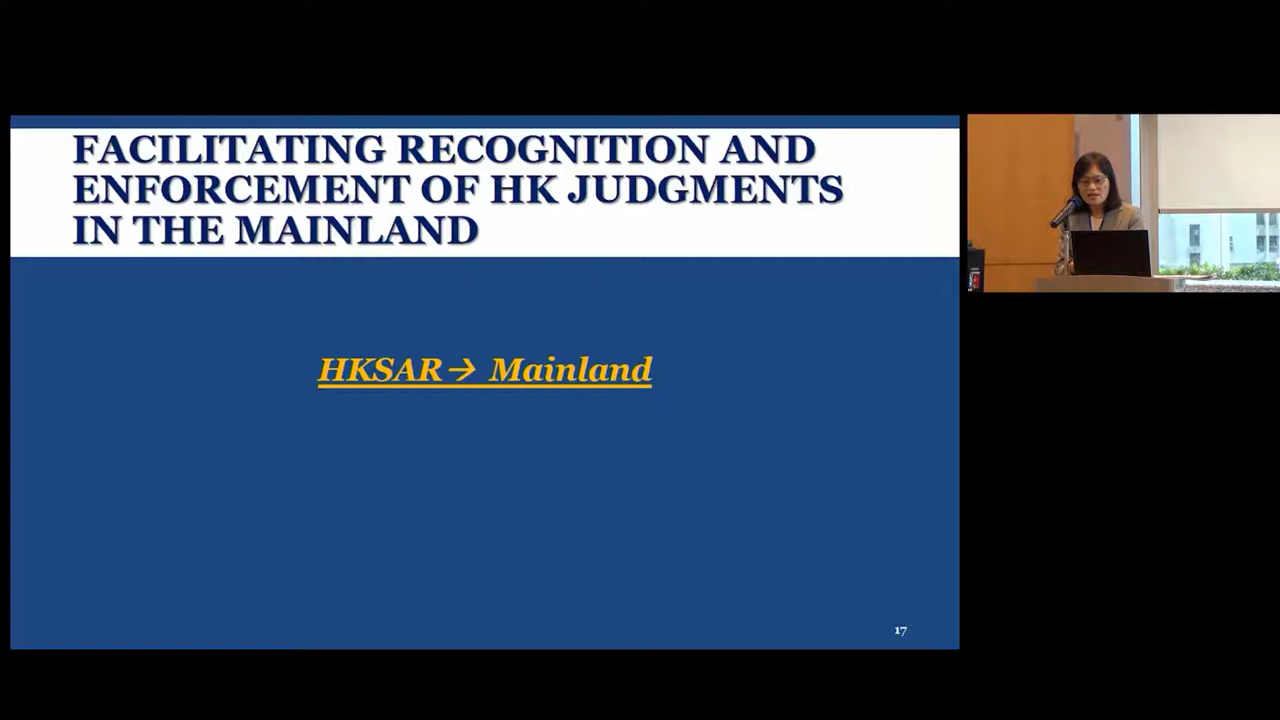 FACILITATING RECOGNITION AND
ENFORCEMENT OF HK JUDGMENTS
IN THE MAINLAND
HKSAR→ Mainland
17